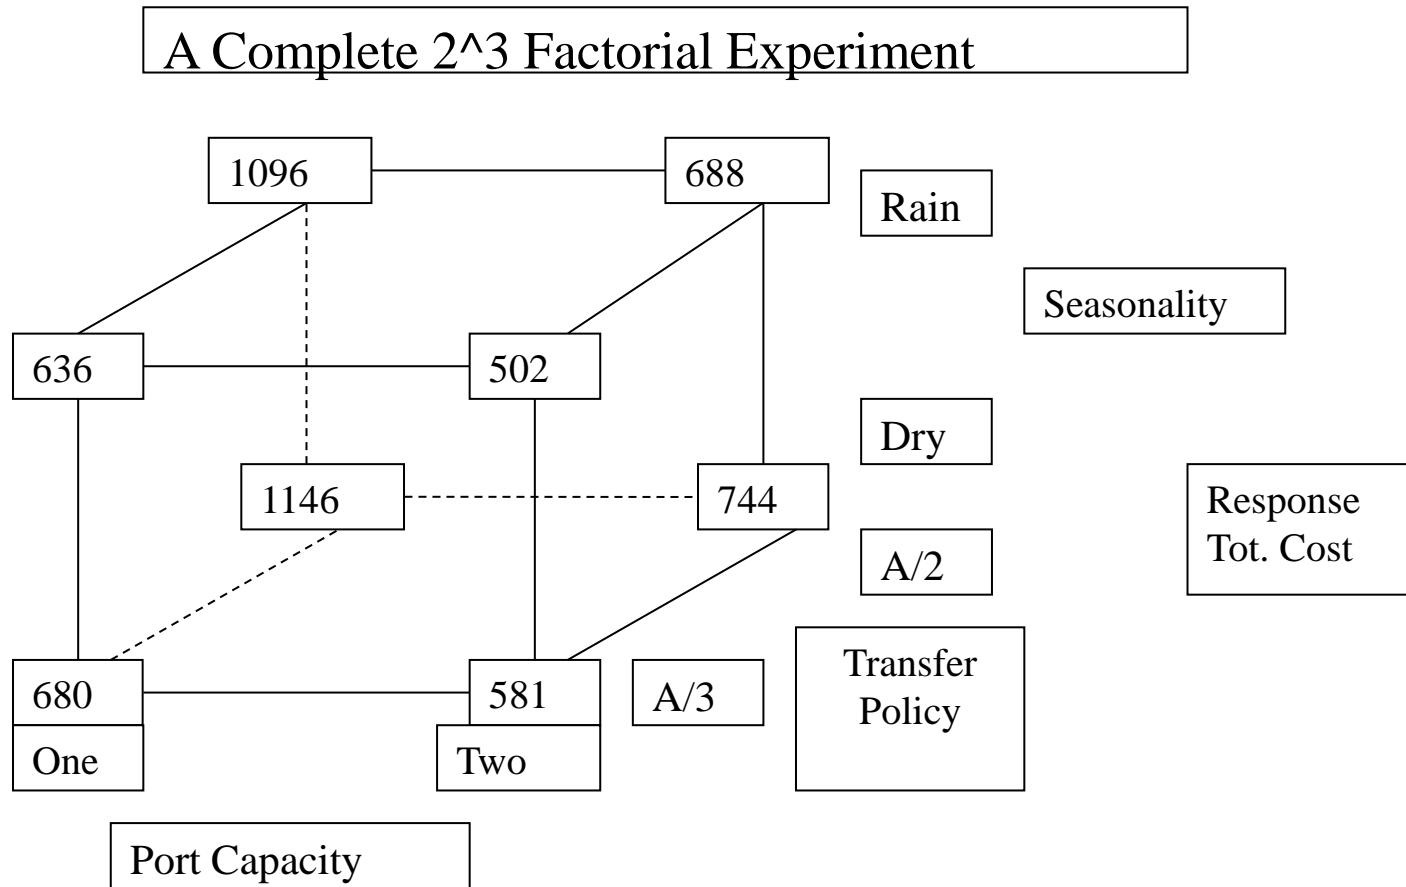 A Complete 2^3 Factorial Experiment
1096
688
Rain
Seasonality
636
502
Dry
1146
744
Response
Tot. Cost
A/2
680
581
A/3
Transfer
Policy
One
Two
Port Capacity